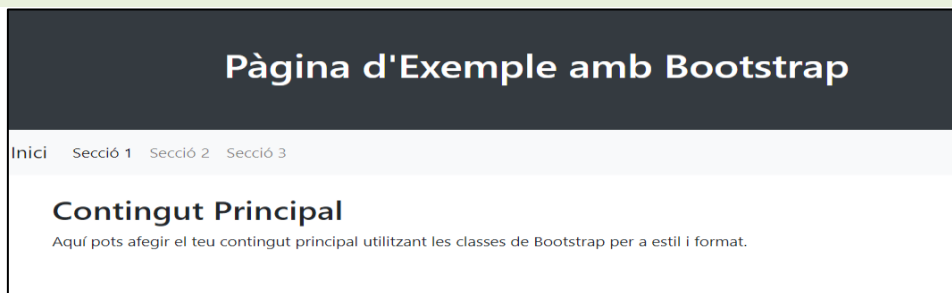 Pàgina d'Exemple amb Bootstrap
Inici Secció 1 Secció 2 Secció 3
Contingut Principal
Aquí pots afegir el teu contingut principal utilitzant les classes de Bootstrap per a estil i format.